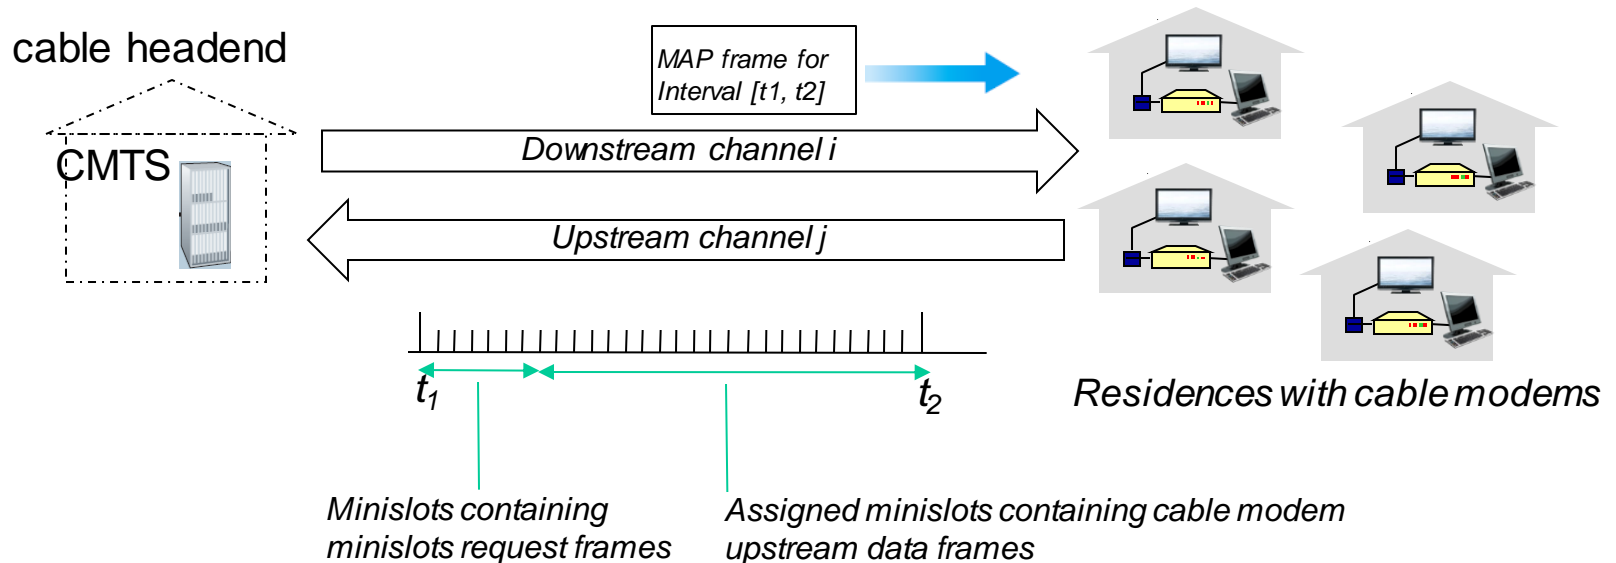 cable headend
MAP frame for
Interval [t1, t2]
CMTS
Downstream channel i
Upstream channel j
t1
t2
Residences with cable modems
Minislots containing
minislots request frames
Assigned minislots containing cable modem
upstream data frames